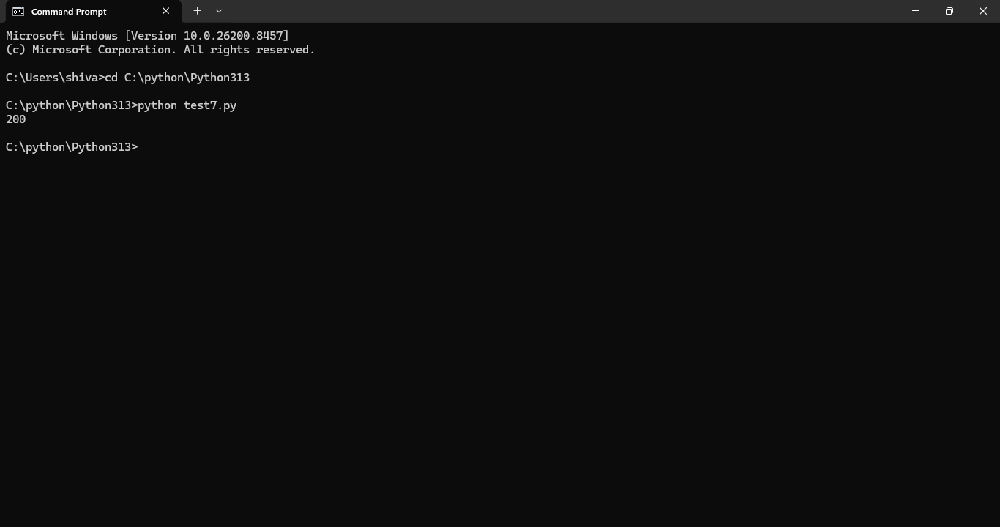 Command Prompt
Microsoft Windows [Version 10.0.26200.8457]
(c) Microsoft Corporation. All rights reserved.
C:\Users\shiva>cd C:\python\Python313
C:\python\Python313>python test7.py
200
C:\python\Python313>